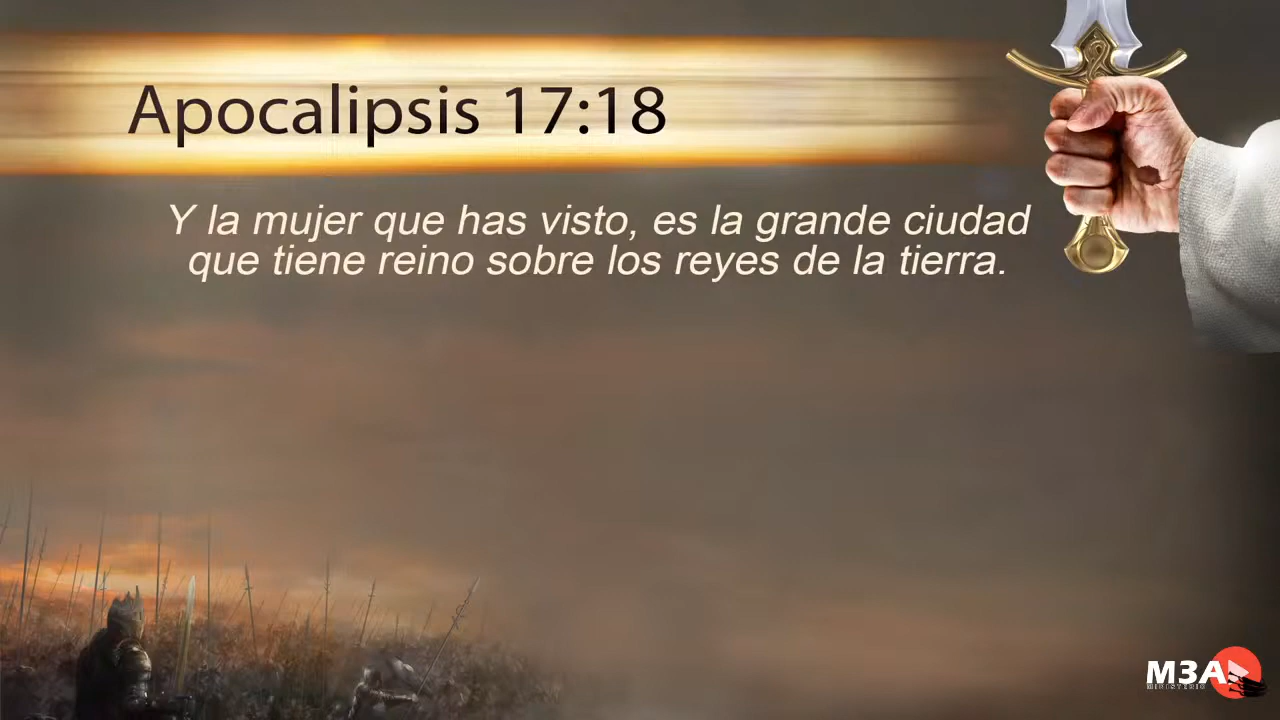 Apocalipsis 17:18
Y la mujer que has visto, es la grande ciudad
que tiene reino sobre los reyes de la tierra.
M3A
MINISTERIO